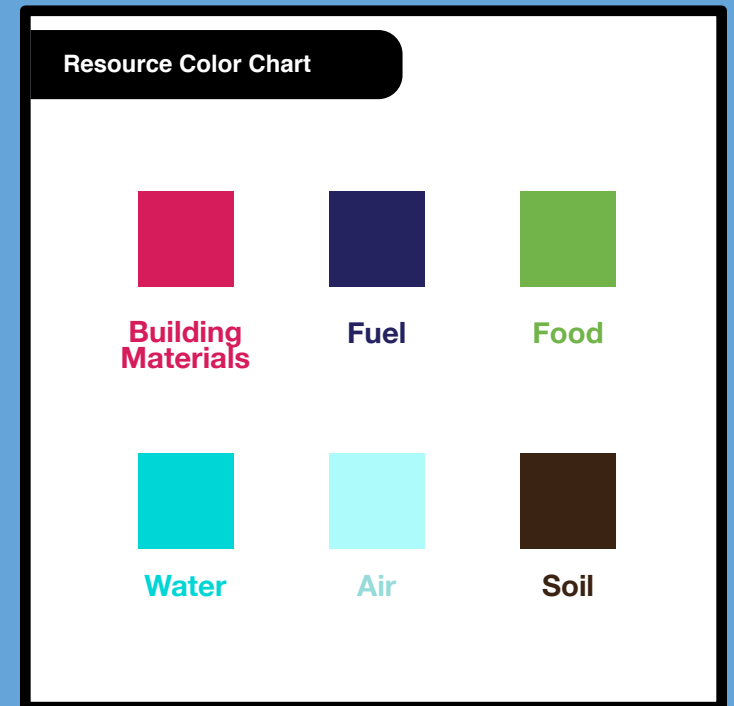 Resource Color Chart
Building
Materials
Fuel
Food
Water
Air
Soil